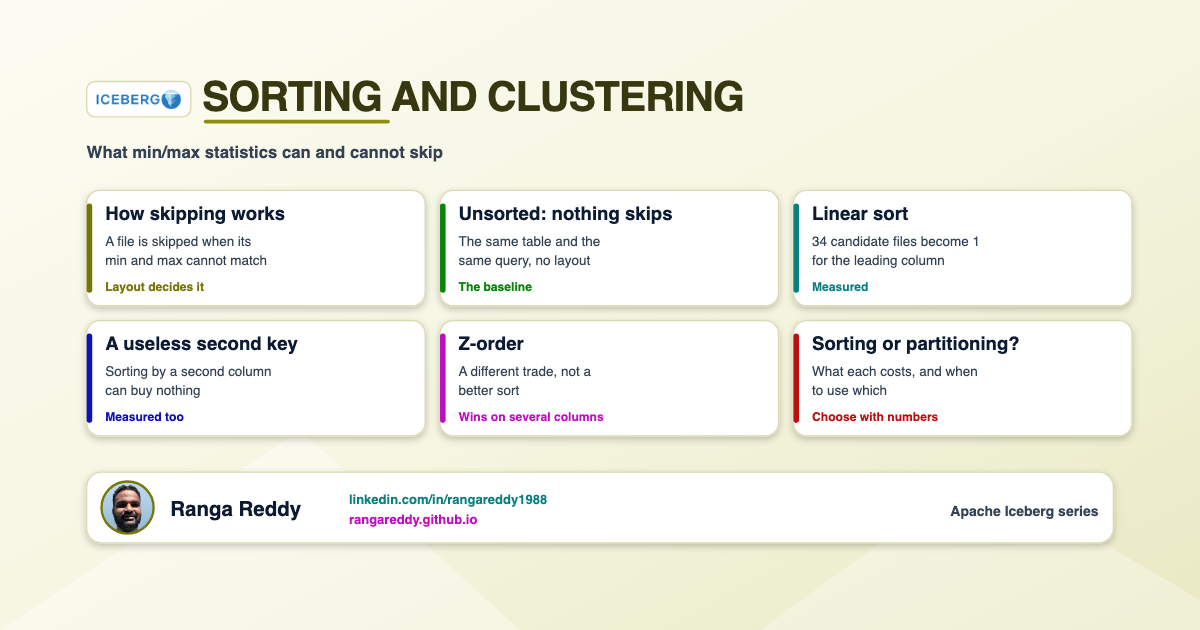 ICEBERG
SORTING AND CLUSTERING
What min/max statistics can and cannot skip
How skipping works
A file is skipped when its
min and max cannot match
Layout decides it
Unsorted: nothing skips
The same table and the
same query, no layout
The baseline
Linear sort
34 candidate files become 1
for the leading column
Measured
A useless second key
Sorting by a second column
can buy nothing
Measured too
Z-order
A different trade, not a
better sort
Wins on several columns
Sorting or partitioning?
What each costs, and when
to use which
Choose with numbers
Ranga Reddy
linkedin.com/in/rangareddy1988
rangareddy.github.io
Apache Iceberg series